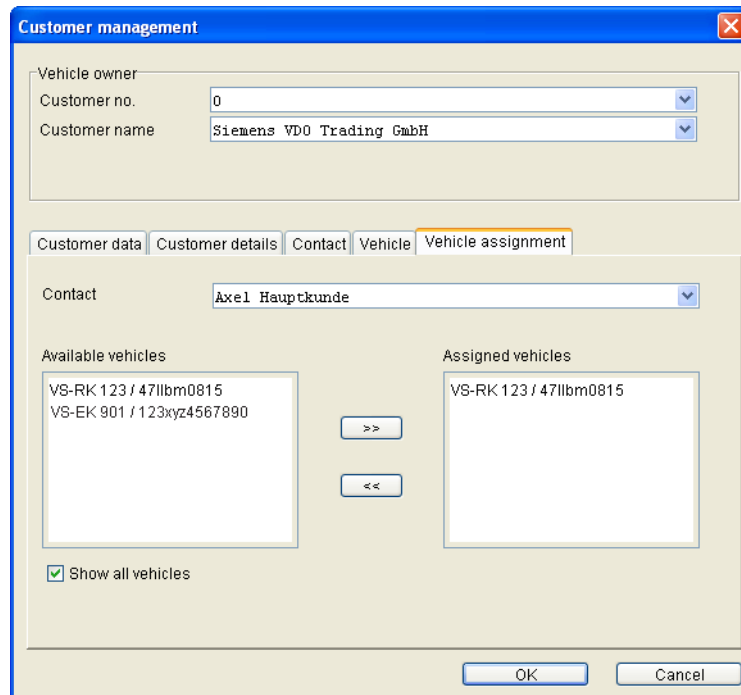 Customer management
Vehicle owner
Customer no. 0
Customer name Siemens VDO Trading GmbH
Customer data Customer details Contact Vehicle Vehicle assignment
Contact Axel Hauptkunde
Available vehicles Assigned vehicles
VS-RK 123 / 47llbm0815 VS-RK 123 / 47llbm0815
VS-EK 901 / 123xyz4567890
>>
<<
Show all vehicles
OK Cancel